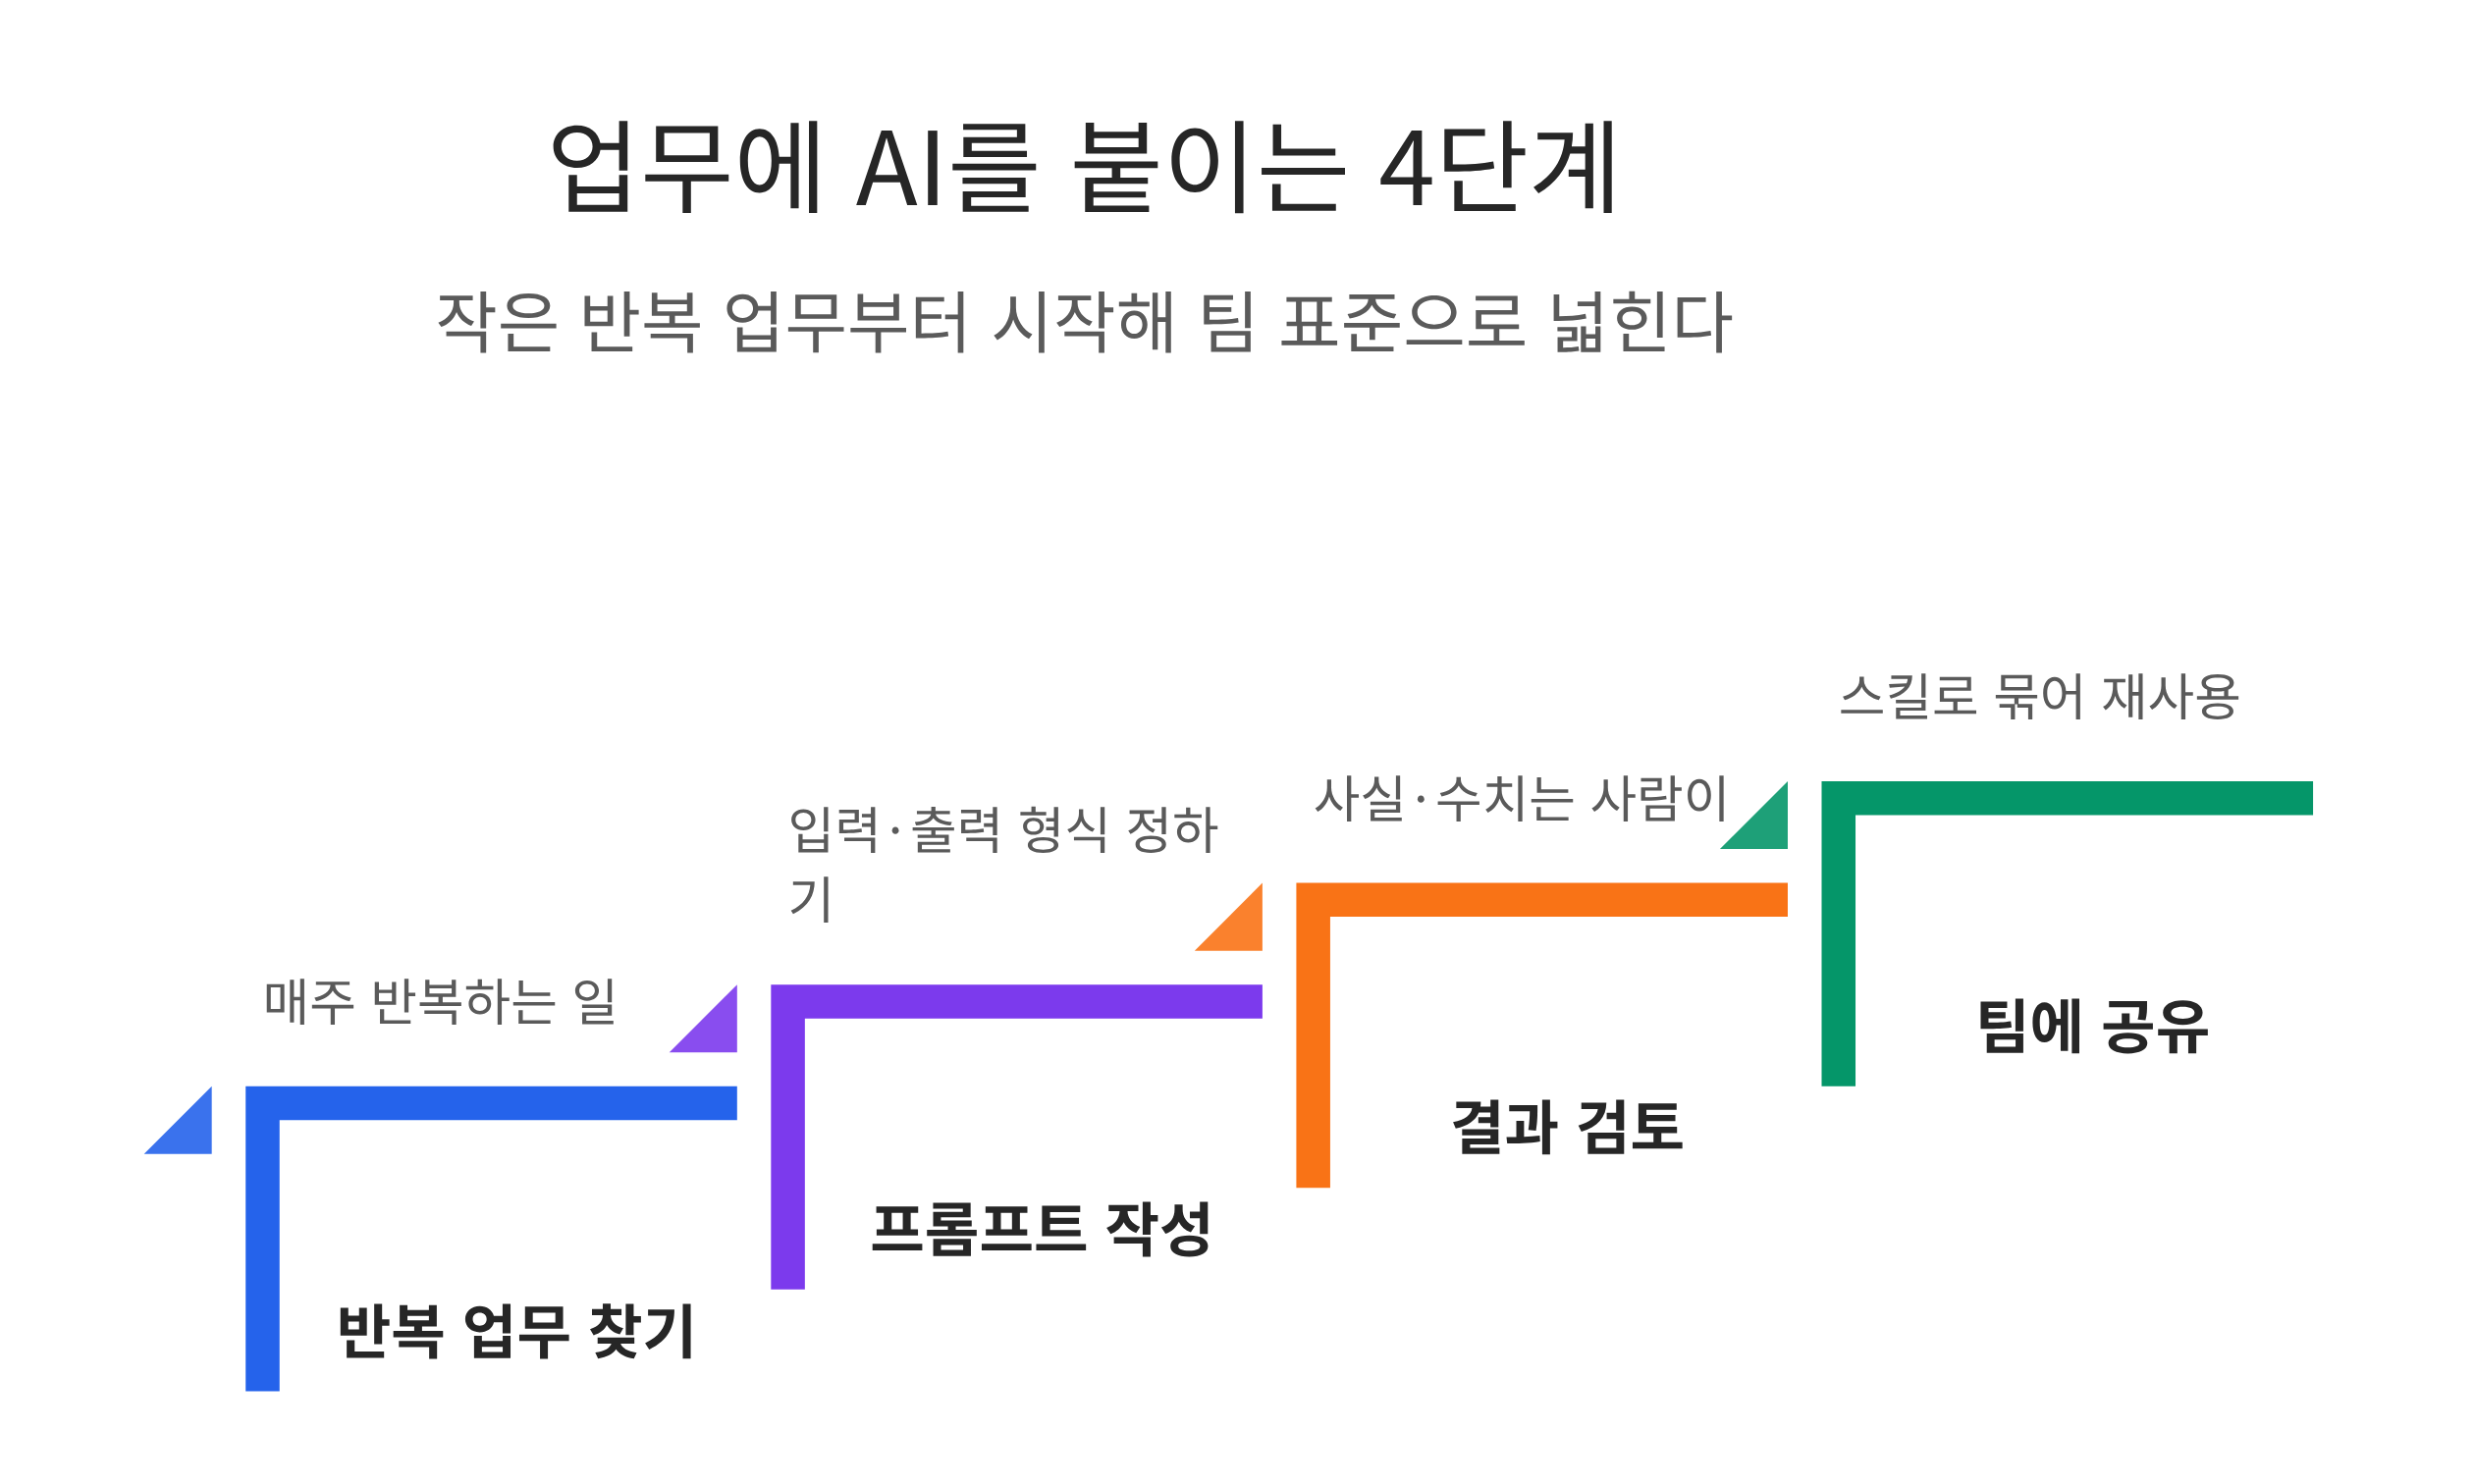 업무에 AI를 붙이는 4단계
작은 반복 업무부터 시작해 팀 표준으로 넓힌다
매주 반복하는 일
반복 업무 찾기
입력·출력 형식 정하
기
프롬프트 작성
사실·수치는 사람이
결과 검토
스킬로 묶어 재사용
팀에 공유